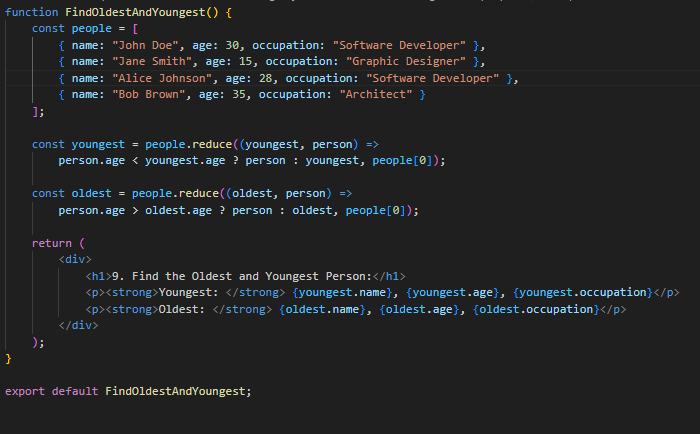 function FindOldestAndYoungest() {
    const people = [
        { name: "John Doe", age: 30, occupation: "Software Developer" },
        { name: "Jane Smith", age: 15, occupation: "Graphic Designer" },
        { name: "Alice Johnson", age: 28, occupation: "Software Developer" },
        { name: "Bob Brown", age: 35, occupation: "Architect" }
    ];
    const youngest = people.reduce((youngest, person) =>
        person.age < youngest.age ? person : youngest, people[0]);
    const oldest = people.reduce((oldest, person) =>
        person.age > oldest.age ? person : oldest, people[0]);
    return (
        <div>
            <h1>9. Find the Oldest and Youngest Person:</h1>
            <p><strong>Youngest: </strong> {youngest.name}, {youngest.age}, {youngest.occupation}</p>
            <p><strong>Oldest: </strong> {oldest.name}, {oldest.age}, {oldest.occupation}</p>
        </div>
    );
}
export default FindOldestAndYoungest;